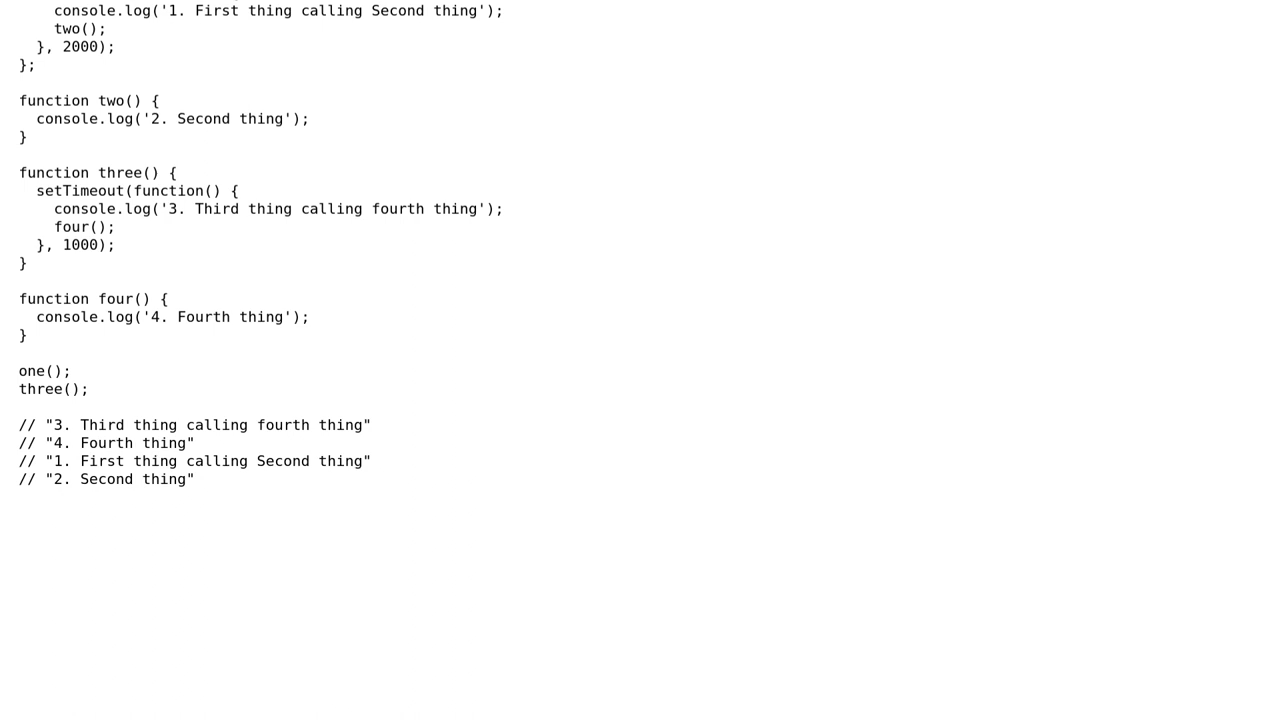 console.log('1. First thing calling Second thing');
    two();
  }, 2000);
};

function two() {
  console.log('2. Second thing');
}

function three() {
  setTimeout(function() {
    console.log('3. Third thing calling fourth thing');
    four();
  }, 1000);
}

function four() {
  console.log('4. Fourth thing');
}

one();
three();

// "3. Third thing calling fourth thing"
// "4. Fourth thing"
// "1. First thing calling Second thing"
// "2. Second thing"